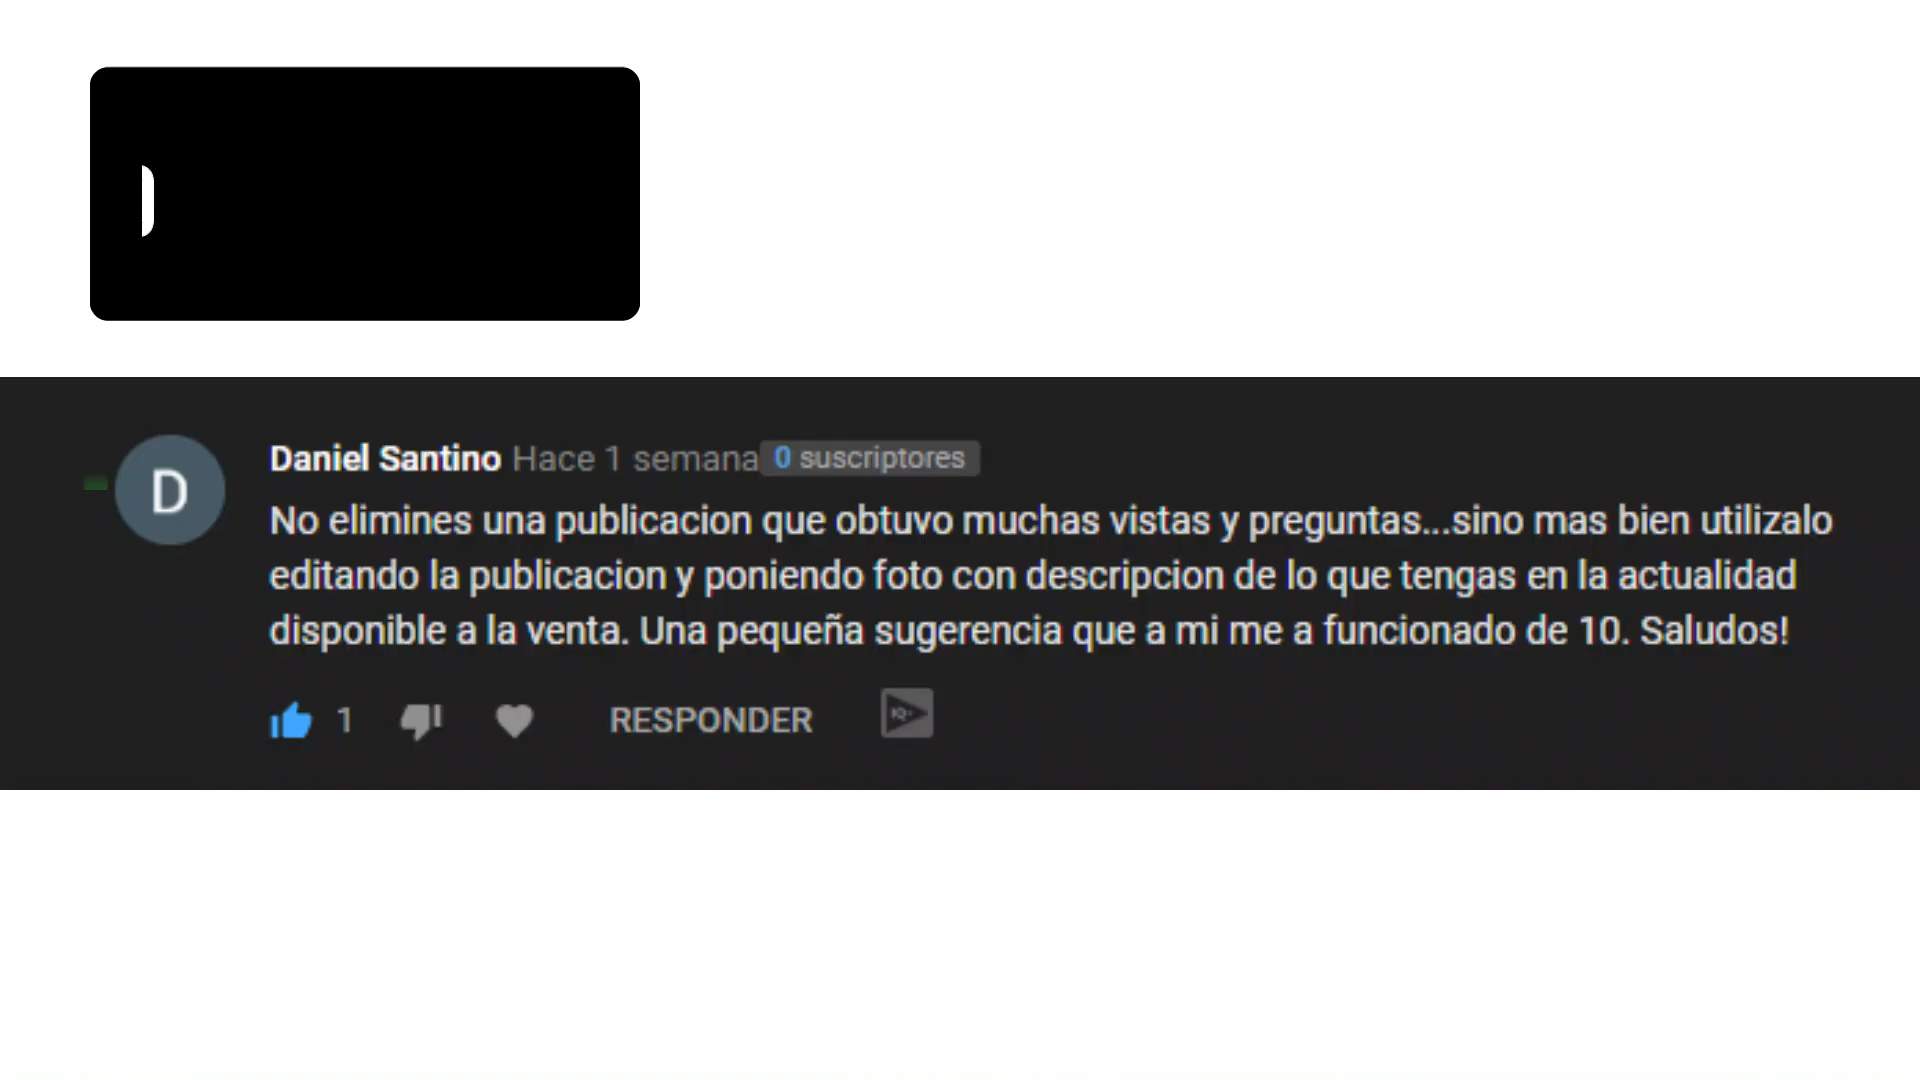 D
Daniel Santino Hace 1 semana 0 suscriptores
No elimines una publicacion que obtuvo muchas vistas y preguntas...sino mas bien utilizalo
editando la publicacion y poniendo foto con descripcion de lo que tengas en la actualidad
disponible a la venta. Una pequeña sugerencia que a mi me a funcionado de 10. Saludos!
1 RESPONDER